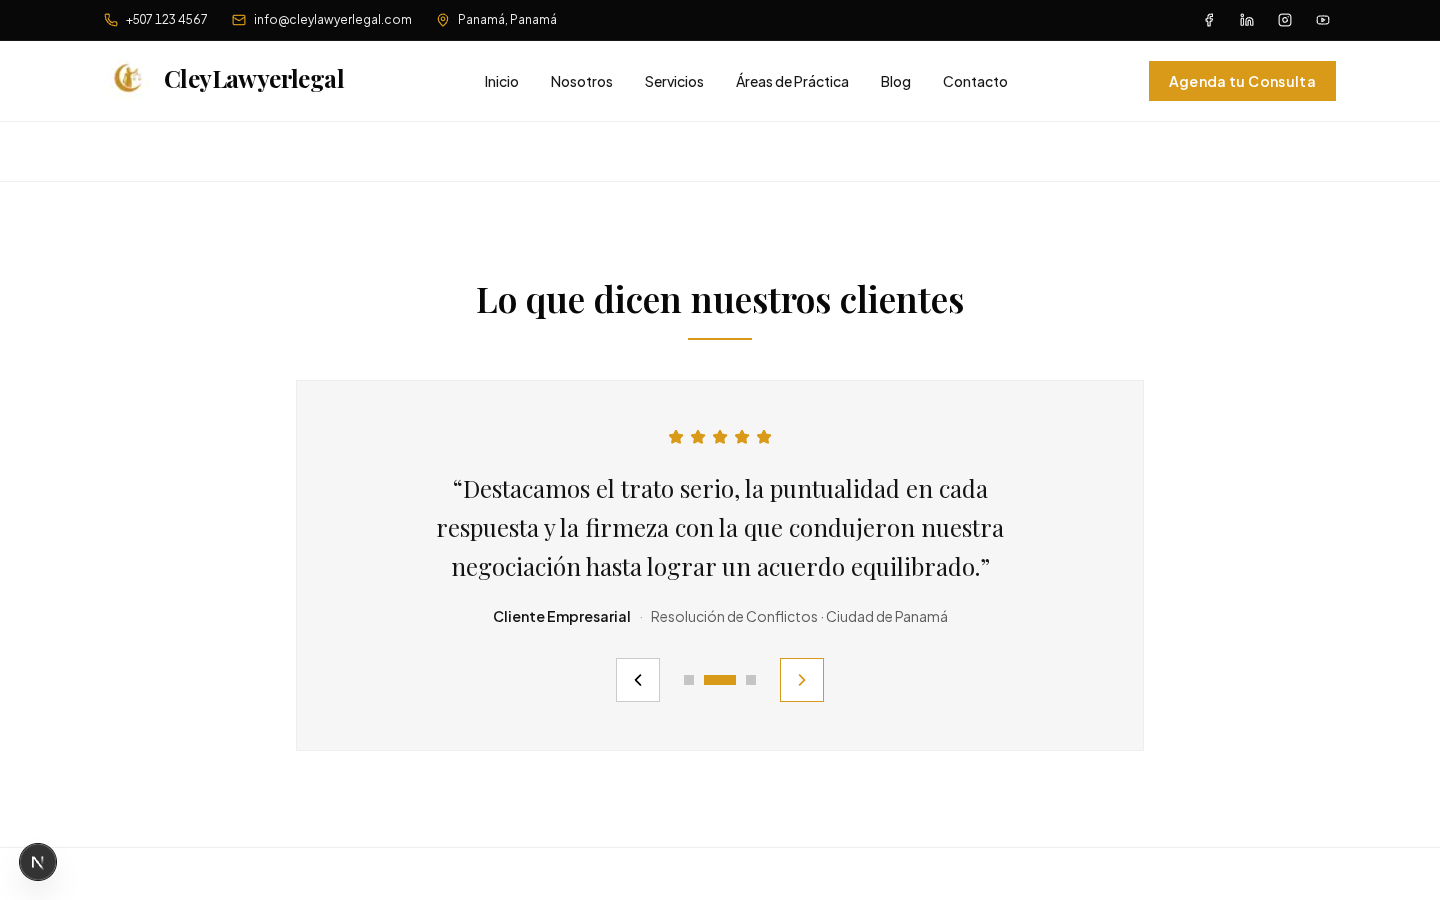 +507 123 4567 info@cleylawyerlegal.com Panamá, Panamá
CleyLawyerlegal Inicio Nosotros Servicios Áreas de Práctica Blog Contacto Agenda tu Consulta
Lo que dicen nuestros clientes
“Destacamos el trato serio, la puntualidad en cada
respuesta y la firmeza con la que condujeron nuestra
negociación hasta lograr un acuerdo equilibrado.”
Cliente Empresarial · Resolución de Conflictos · Ciudad de Panamá
N